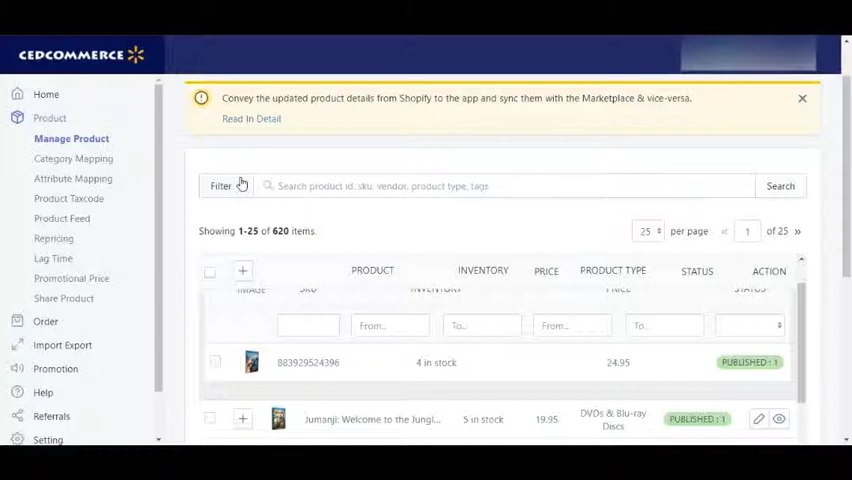 CEDCOMMERCE
Home
Product
Manage Product
Category Mapping
Attribute Mapping
Product Taxcode
Product Feed
Repricing
Lag Time
Promotional Price
Share Product
Order
Import Export
Promotion
Help
Referrals
Setting
Convey the updated product details from Shopify to the app and sync them with the Marketplace & vice-versa.
Read In Detail
Filter
Search product id, sku, vendor, product type, tags
Search
Showing 1-25 of 620 items.
25 per page « 1 of 25 »
+ PRODUCT INVENTORY PRICE PRODUCT TYPE STATUS ACTION
IMAGE SKU INVENTORY PRICE STATUS
From... To... From... To...
883929524396 4 in stock 24.95 PUBLISHED : 1
+ Jumanji: Welcome to the Jungl... 5 in stock 19.95 DVDs & Blu-ray Discs PUBLISHED : 1